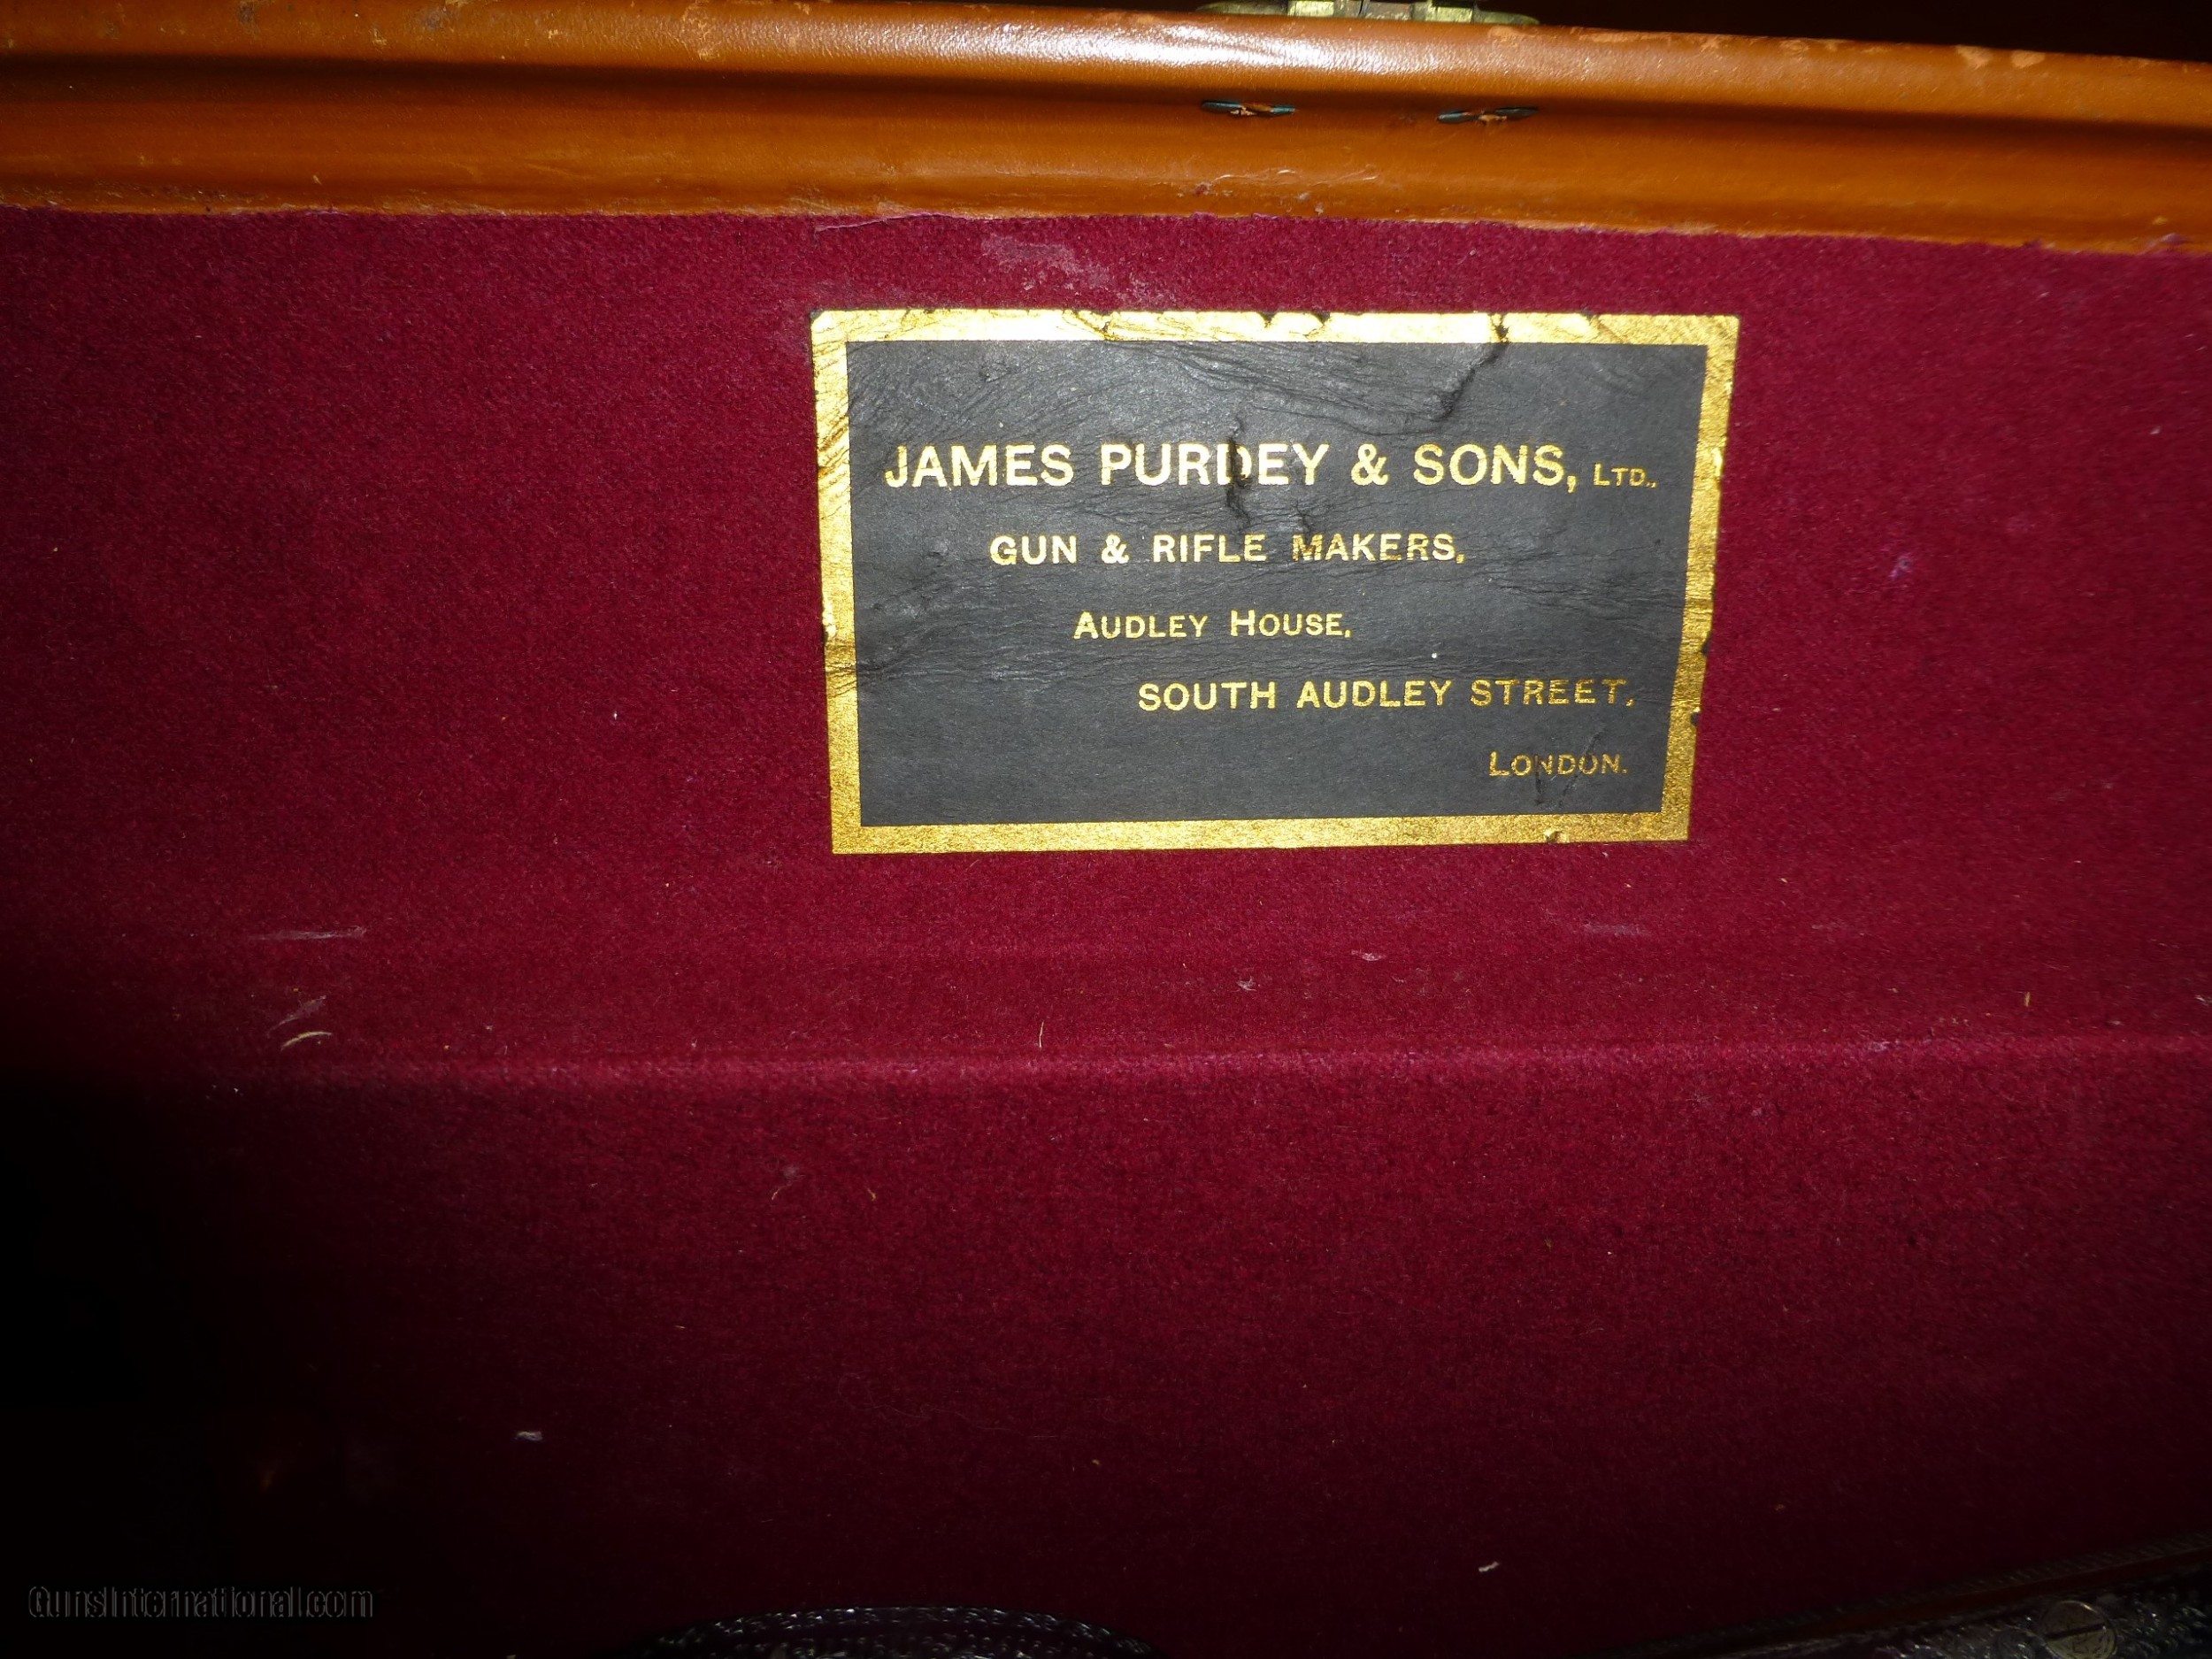 JAMES PURDEY & SONS, LTD.,
GUN & RIFLE MAKERS,
AUDLEY HOUSE,
SOUTH AUDLEY STREET,
LONDON.
GunsInternational.com